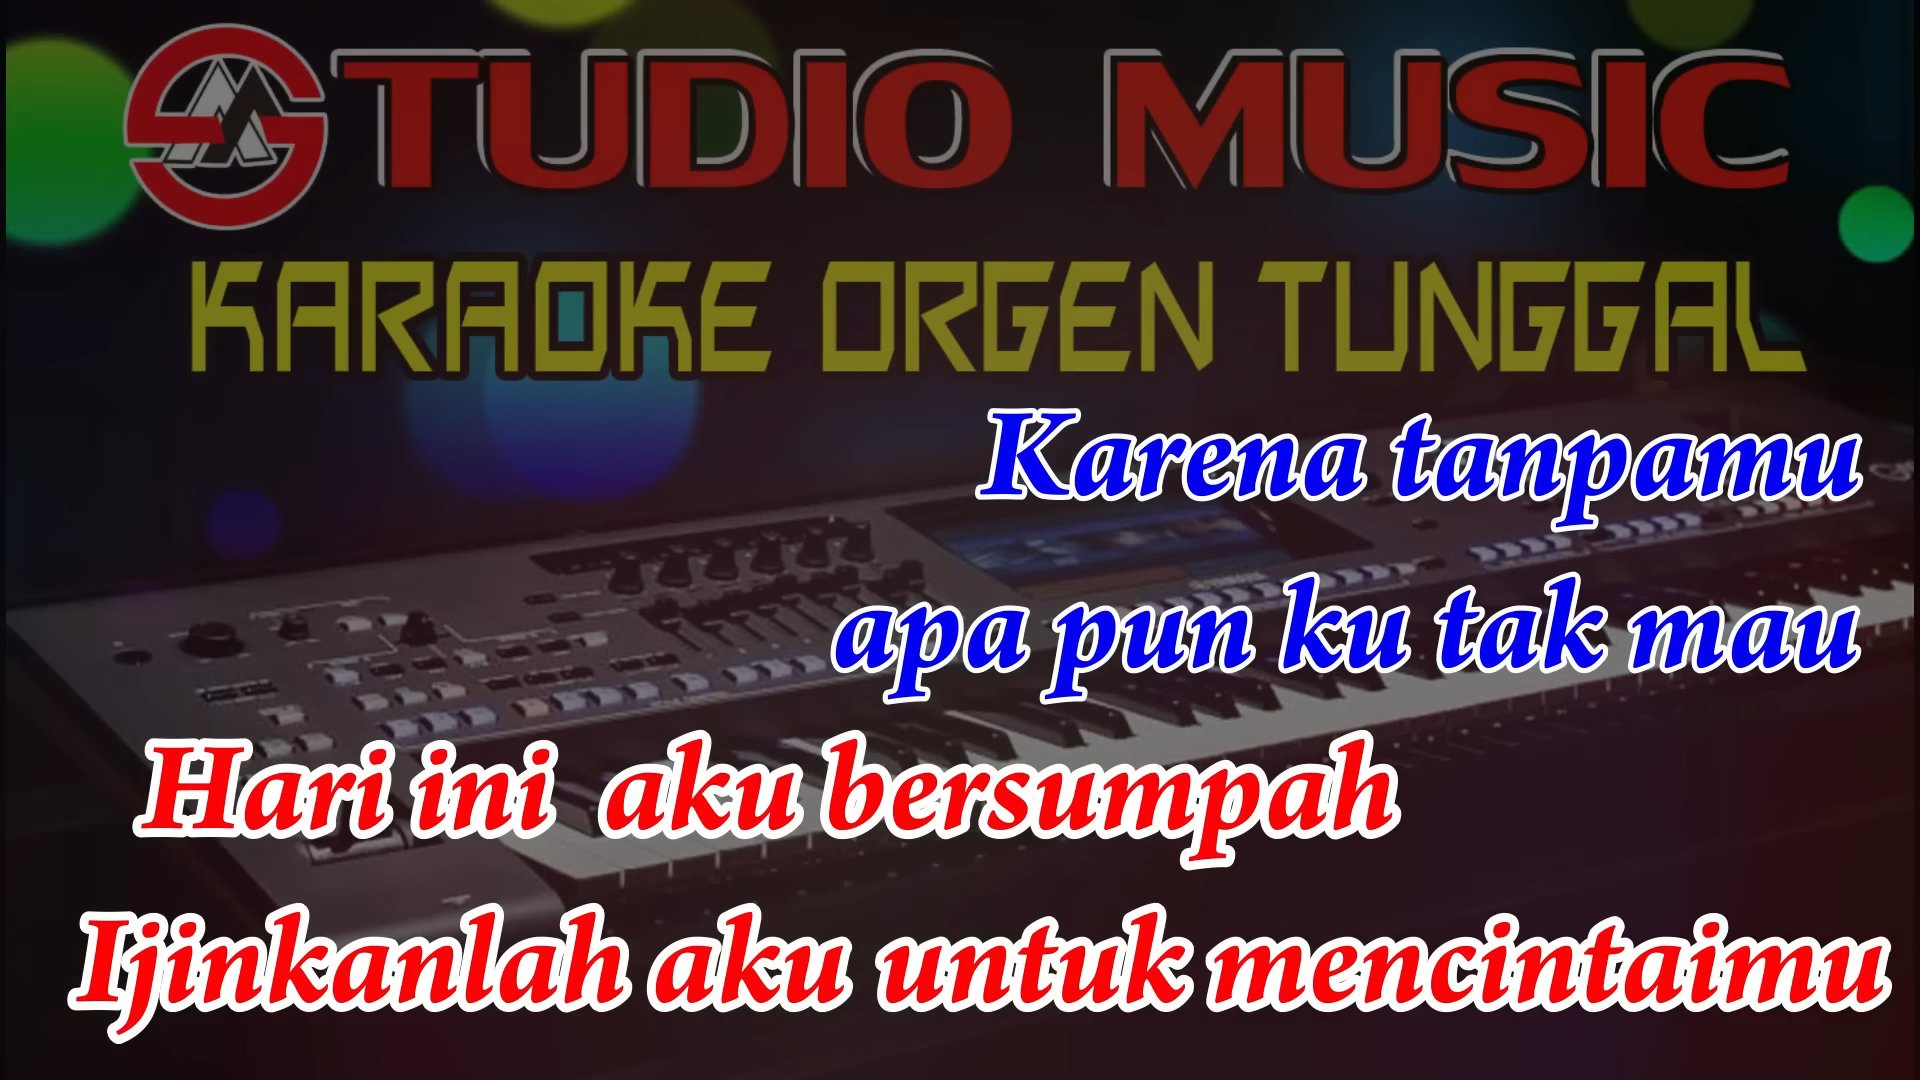 STUDIO MUSIC
KARAOKE ORGEN TUNGGAL
Karena tanpamu
apa pun ku tak mau
Hari ini aku bersumpah
Ijinkanlah aku untuk mencintaimu